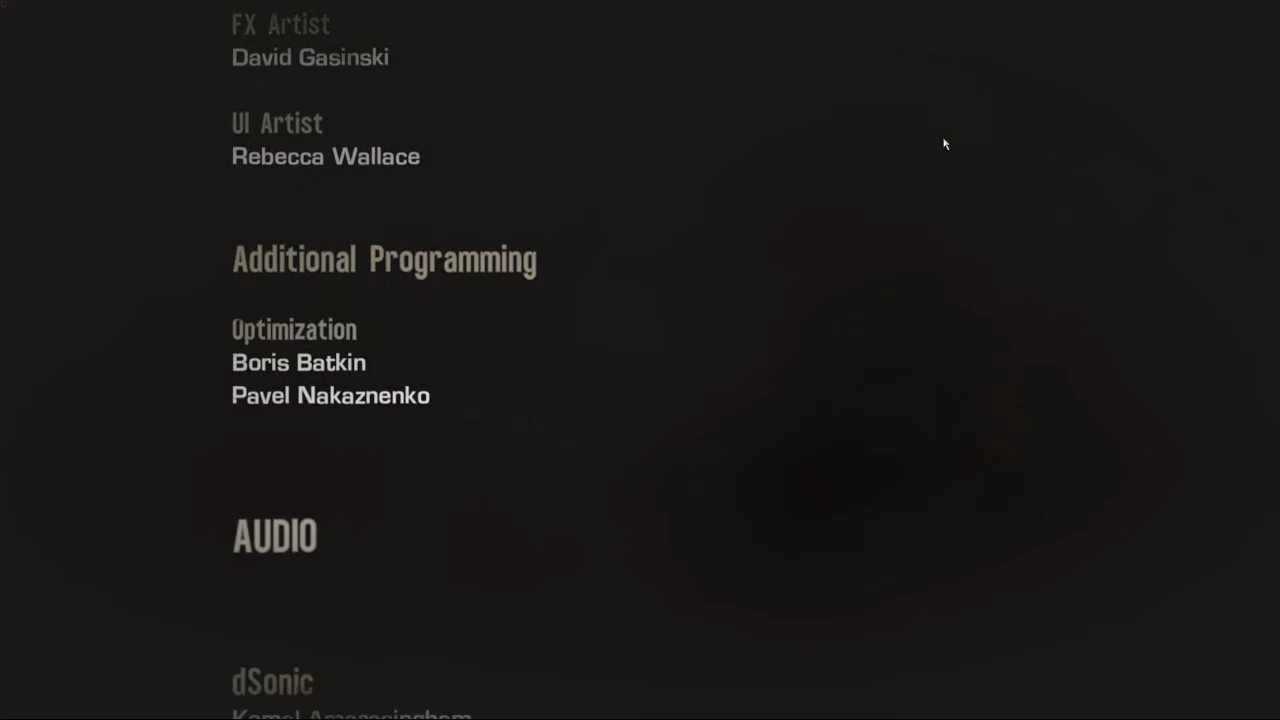 FX Artist
David Gasinski
UI Artist
Rebecca Wallace
Additional Programming
Optimization
Boris Batkin
Pavel Nakaznenko
AUDIO
dSonic